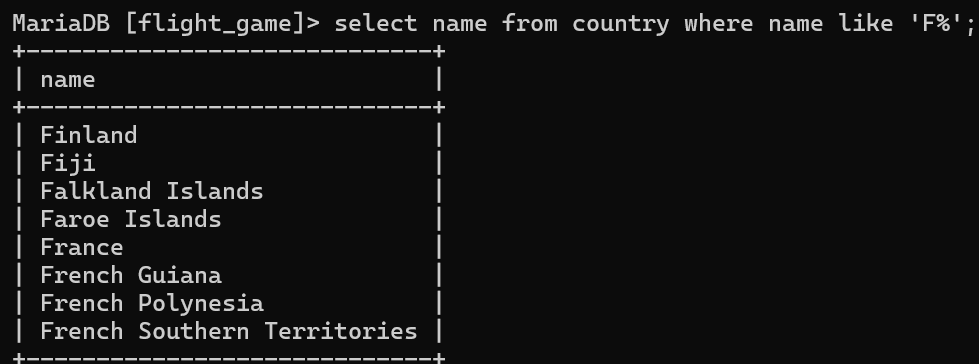 MariaDB [flight_game]> select name from country where name like 'F%';
+-----------------------------+
| name                        |
+-----------------------------+
| Finland                     |
| Fiji                        |
| Falkland Islands            |
| Faroe Islands               |
| France                      |
| French Guiana               |
| French Polynesia            |
| French Southern Territories |
+-----------------------------+